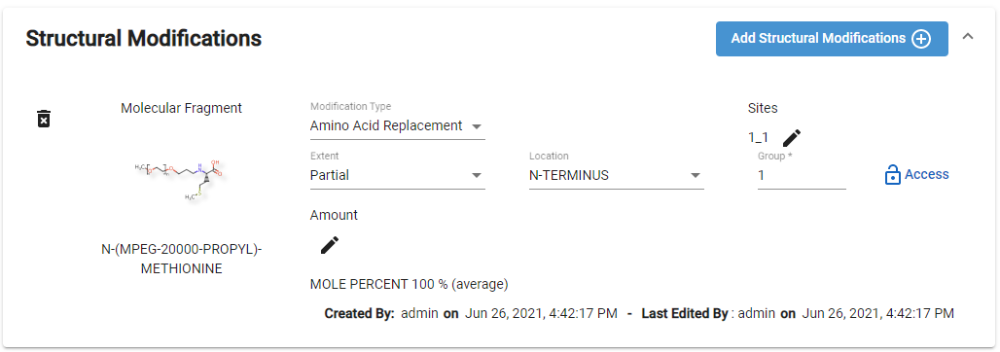 Structural Modifications
Add Structural Modifications
Molecular Fragment
Modification Type
Amino Acid Replacement
Sites
1_1
Extent
Partial
Location
N-TERMINUS
Group *
1
Access
Amount
N-(MPEG-20000-PROPYL)-
METHIONINE
MOLE PERCENT 100 % (average)
Created By: admin on Jun 26, 2021, 4:42:17 PM - Last Edited By : admin on Jun 26, 2021, 4:42:17 PM